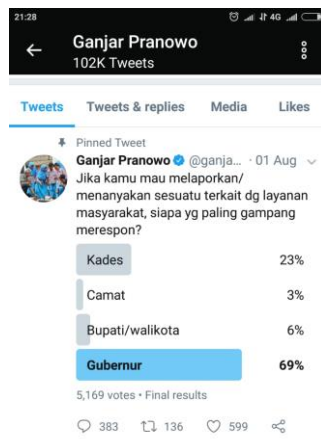 21:28
4G
Ganjar Pranowo
102K Tweets
Tweets Tweets & replies Media Likes
Pinned Tweet
Ganjar Pranowo @ganja... · 01 Aug
Jika kamu mau melaporkan/
menanyakan sesuatu terkait dg layanan
masyarakat, siapa yg paling gampang
merespon?
Kades 23%
Camat 3%
Bupati/walikota 6%
Gubernur 69%
5,169 votes • Final results
383 136 599